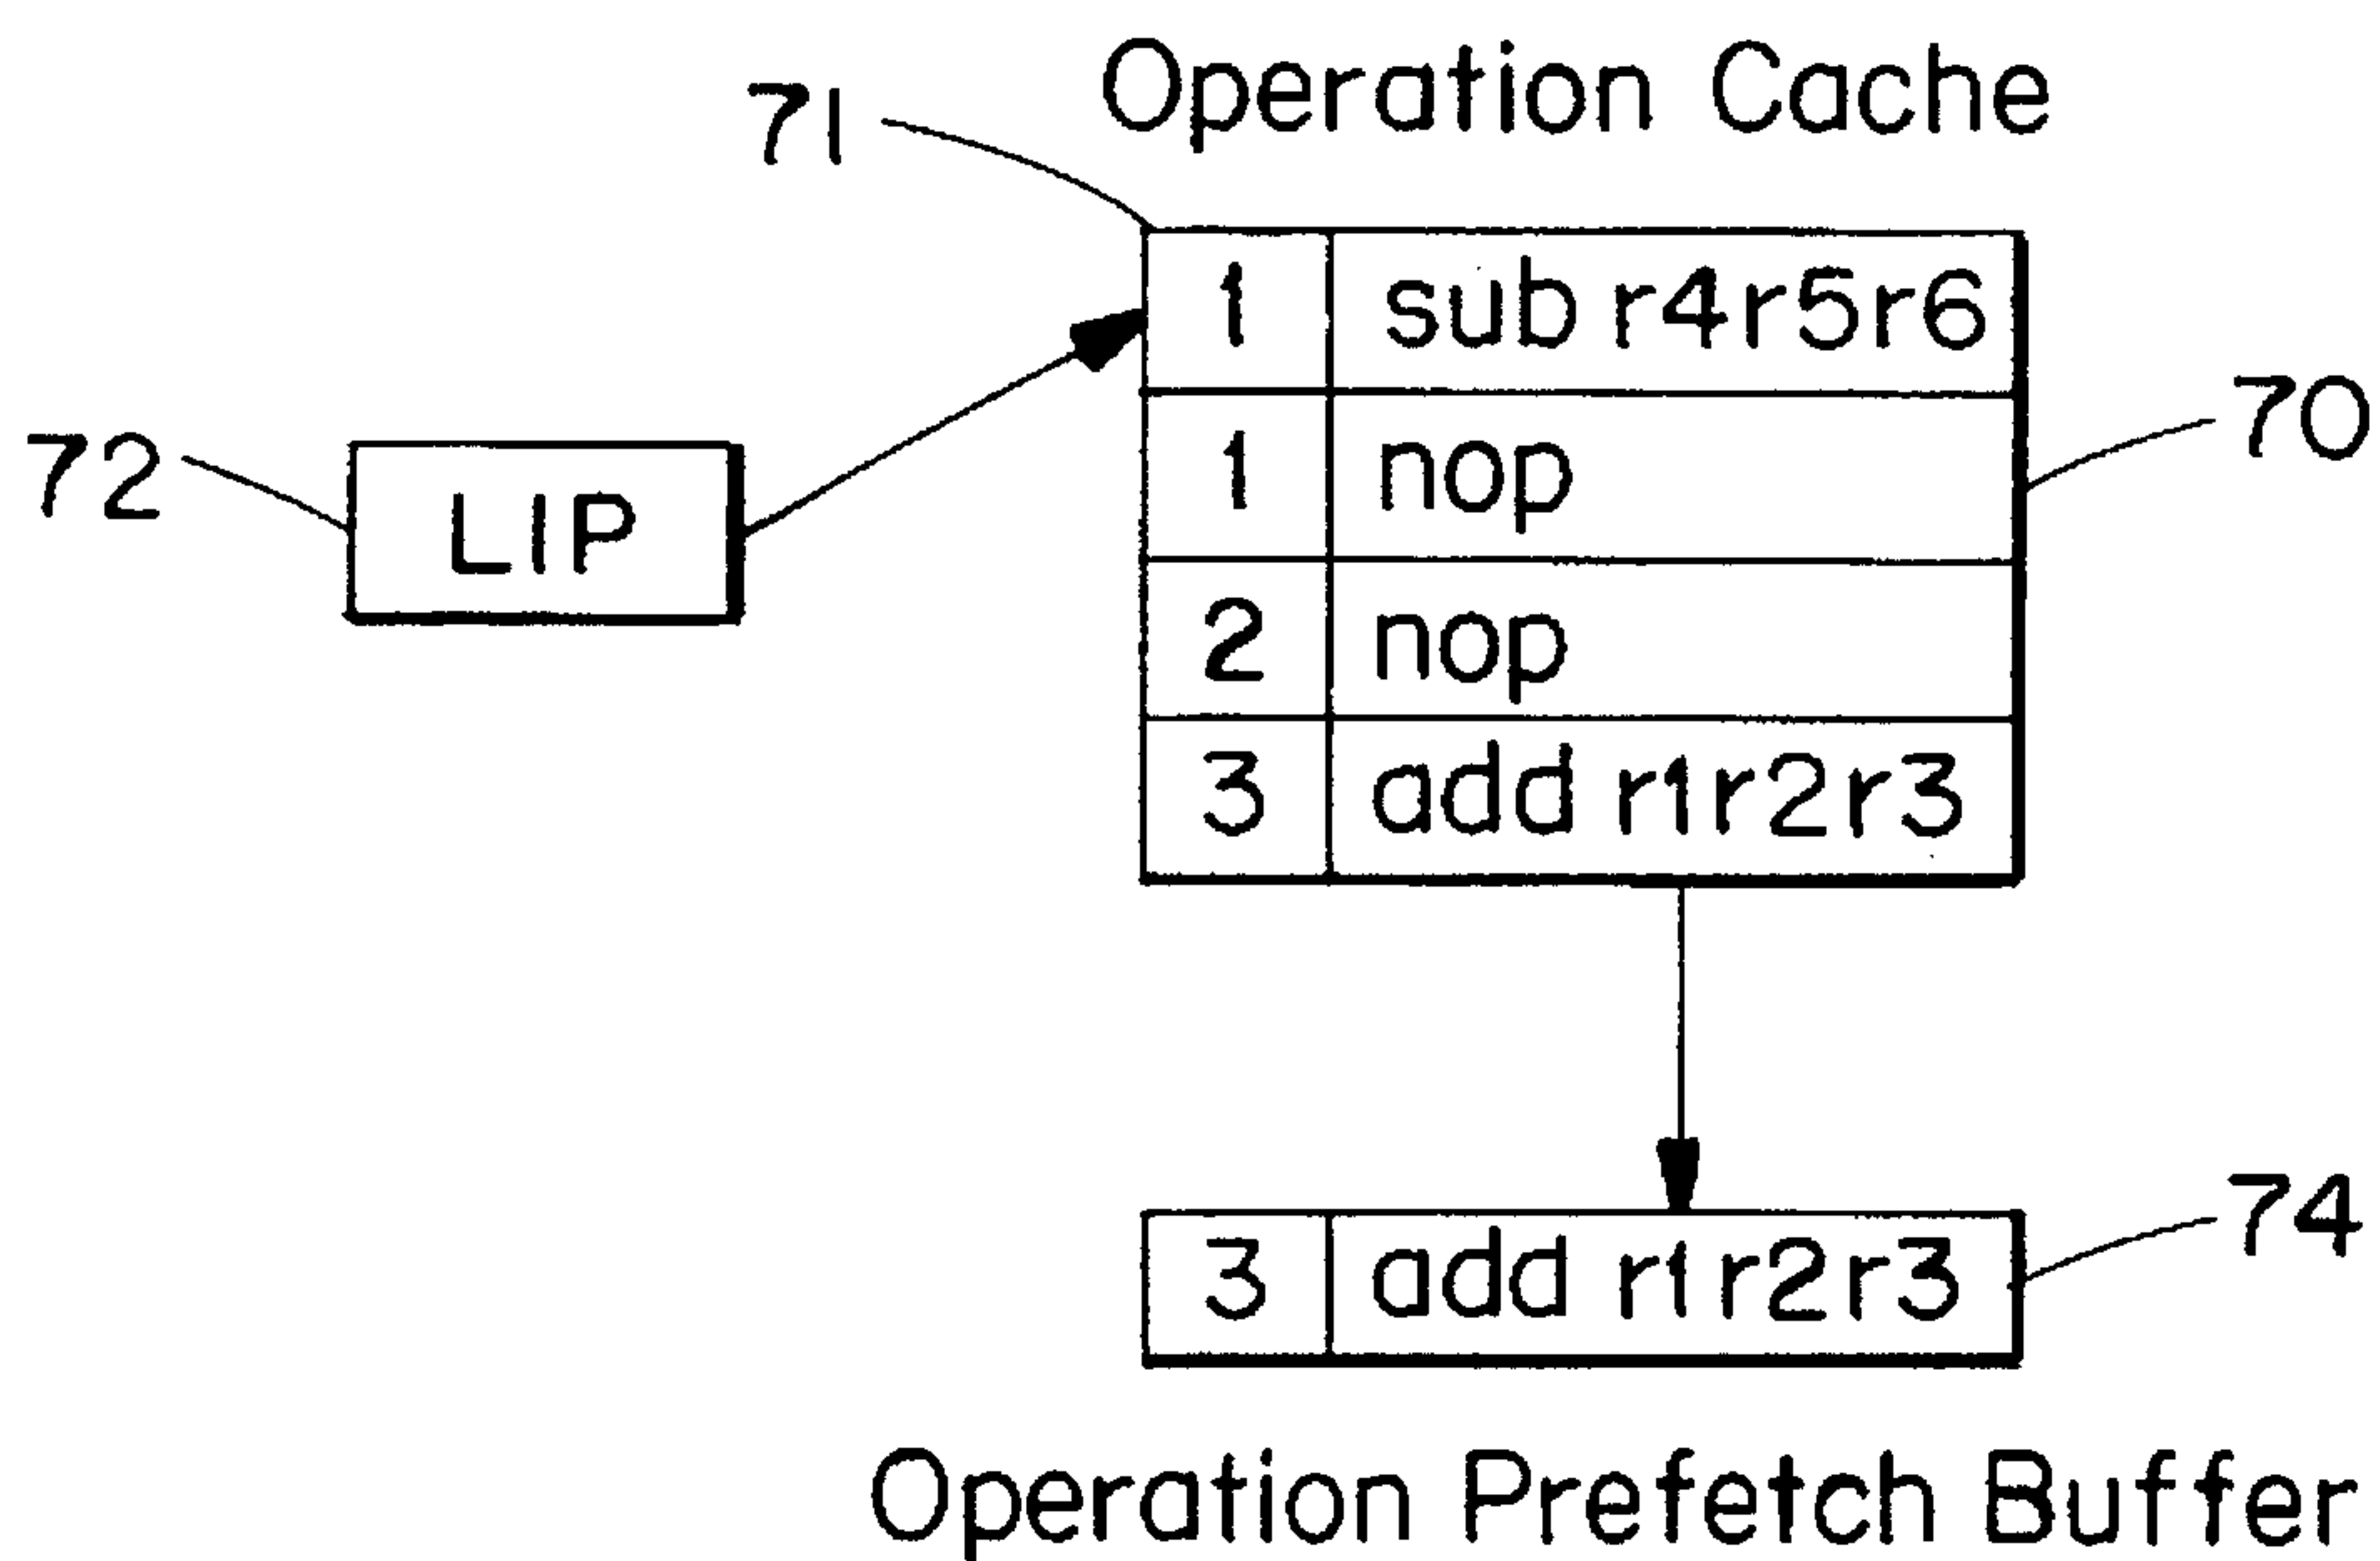 Operation Cache
71
1 sub r4r5r6
70
1 nop
72
LIP
2 nop
3 add r1r2r3
74
3 add r1r2r3
Operation Prefetch Buffer